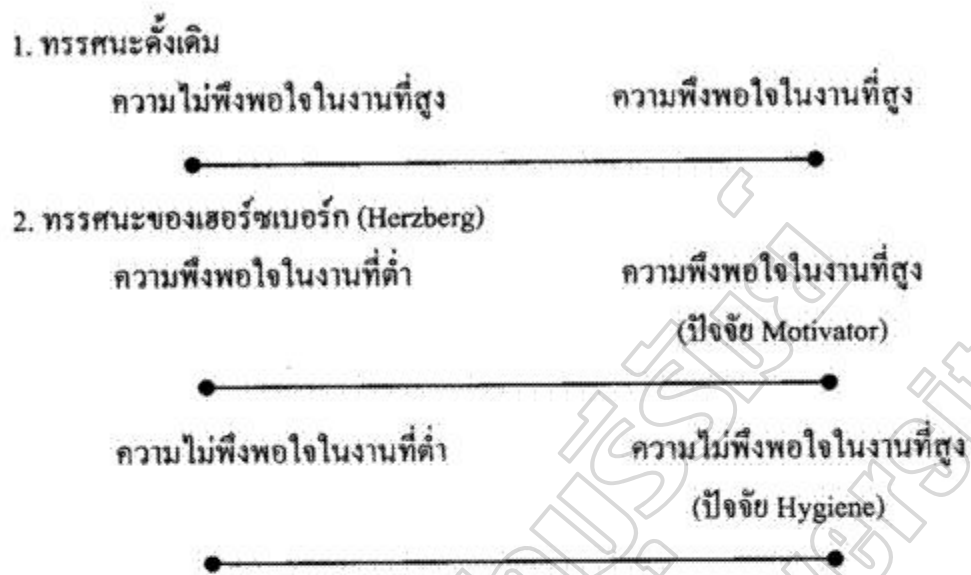 1. ทรรศนะดั้งเดิม
ความไม่พึงพอใจในงานที่สูง ความพึงพอใจในงานที่สูง
2. ทรรศนะของเฮอร์ซเบอร์ก (Herzberg)
ความพึงพอใจในงานที่ต่ำ ความพึงพอใจในงานที่สูง
(ปัจจัย Motivator)
ความไม่พึงพอใจในงานที่ต่ำ ความไม่พึงพอใจในงานที่สูง
(ปัจจัย Hygiene)